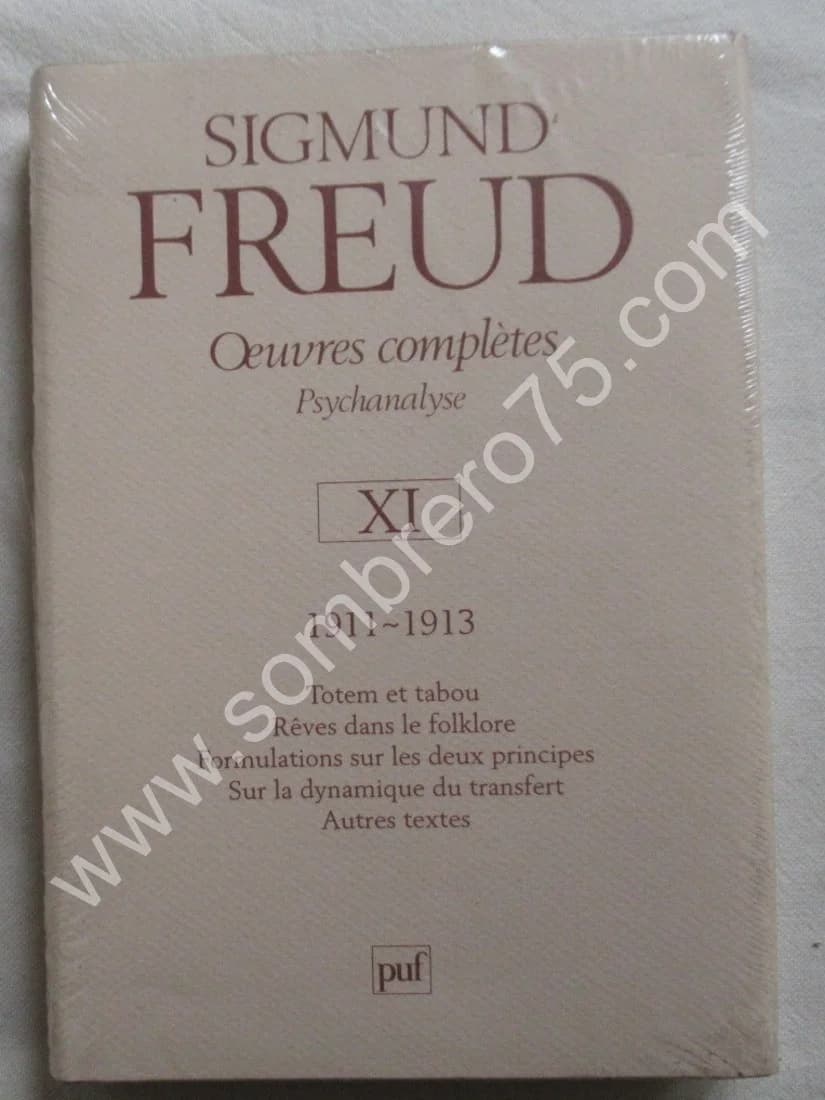 SIGMUND
FREUD
Œuvres complètes
Psychanalyse
XI
1911~1913
Totem et tabou
Rêves dans le folklore
Formulations sur les deux principes
Sur la dynamique du transfert
Autres textes
puf
www.sombrero75.com